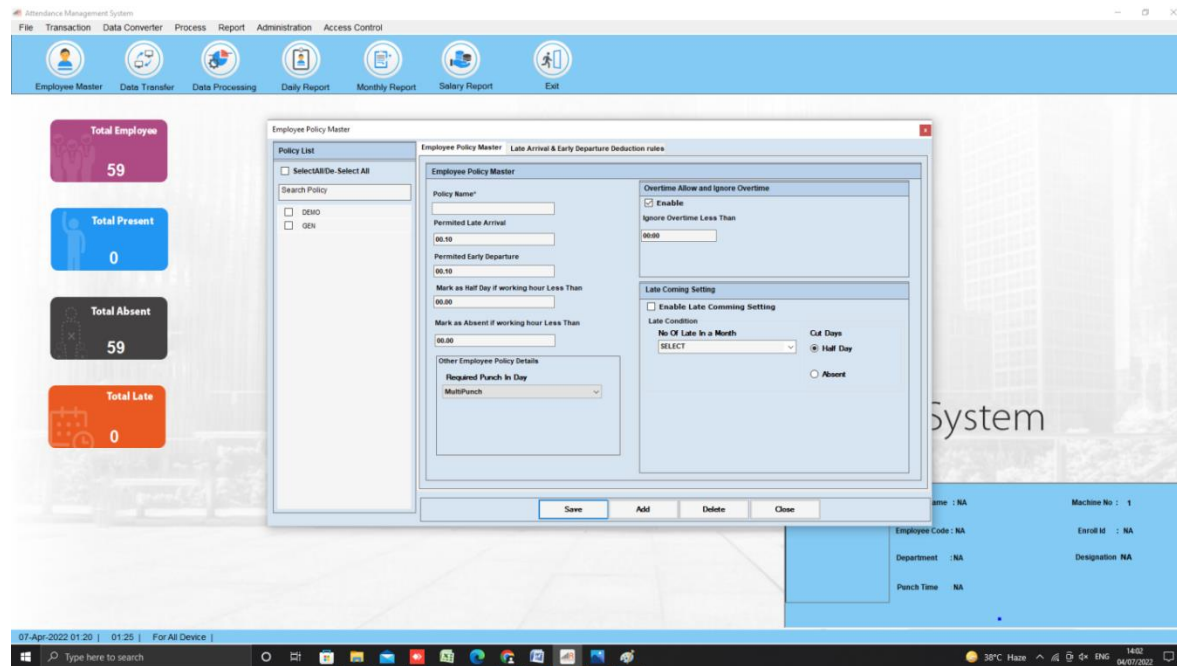 Attendance Management System
File Transaction Data Converter Process Report Administration Access Control
Employee Master Data Transfer Data Processing Daily Report Monthly Report Salary Report Exit
Total Employee
59
Total Present
0
Total Absent
59
Total Late
0
Employee Policy Master
Policy List
SelectAll/De-Select All
Search Policy
DEMO
GEN
Employee Policy Master Late Arrival & Early Departure Deduction rules
Employee Policy Master
Policy Name*
Permited Late Arrival
00.10
Permited Early Departure
00.10
Mark as Half Day if working hour Less Than
00.00
Mark as Absent if working hour Less Than
00.00
Other Employee Policy Details
Required Punch In Day
MultiPunch
Overtime Allow and Ignore Overtime
Enable
Ignore Overtime Less Than
00:00
Late Coming Setting
Enable Late Comming Setting
Late Condition
No Of Late In a Month Cut Days
SELECT Half Day
Absent
Save Add Delete Close
System
ame : NA Machine No : 1
Employee Code : NA Enroll Id : NA
Department : NA Designation NA
Punch Time NA
07-Apr-2022 01:20 | 01:25 | For All Device |
Type here to search
38°C Haze ENG 14:02
04/07/2022